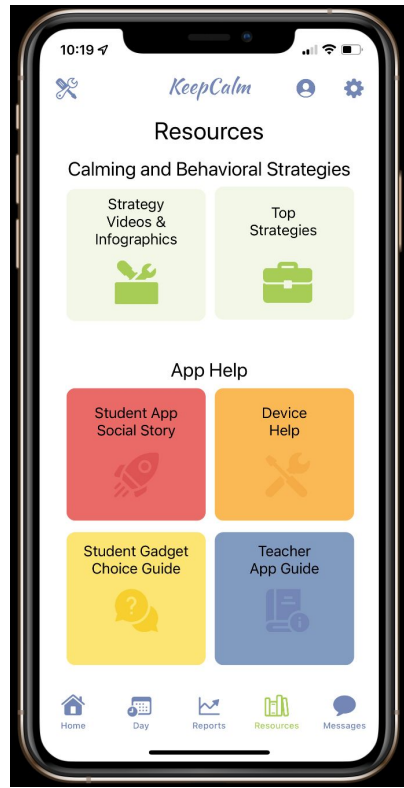 10:19
KeepCalm
Resources
Calming and Behavioral Strategies
Strategy
Videos &
Infographics
Top
Strategies
App Help
Student App
Social Story
Device
Help
Student Gadget
Choice Guide
Teacher
App Guide
Home
Day
Reports
Resources
Messages